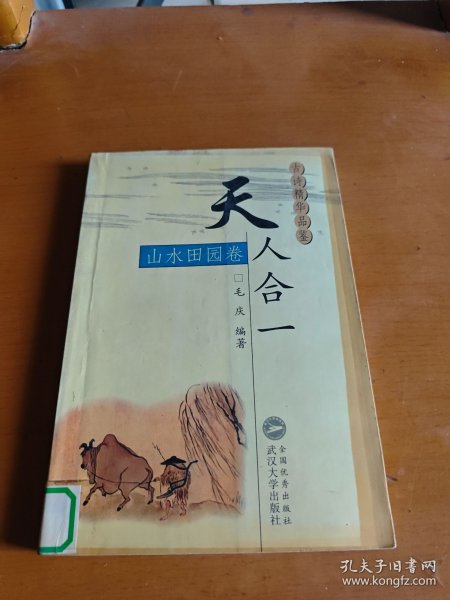 古诗精华品鉴
天人合一
山水田园卷
□毛庆 编著
全国优秀出版社
武汉大学出版社
孔夫子旧书网
www.kongfz.com